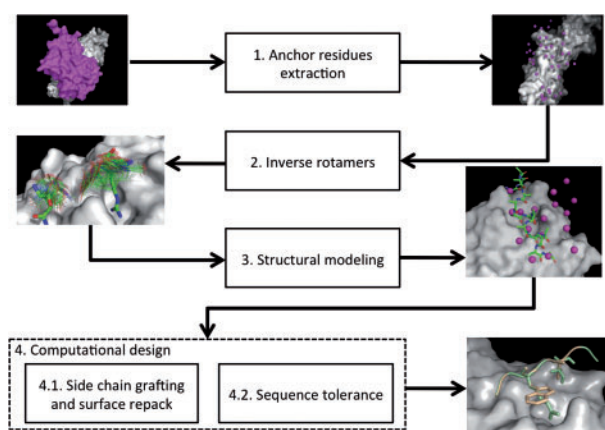 1. Anchor residues
extraction
2. Inverse rotamers
3. Structural modeling
4. Computational design
4.1. Side chain grafting
and surface repack
4.2. Sequence tolerance